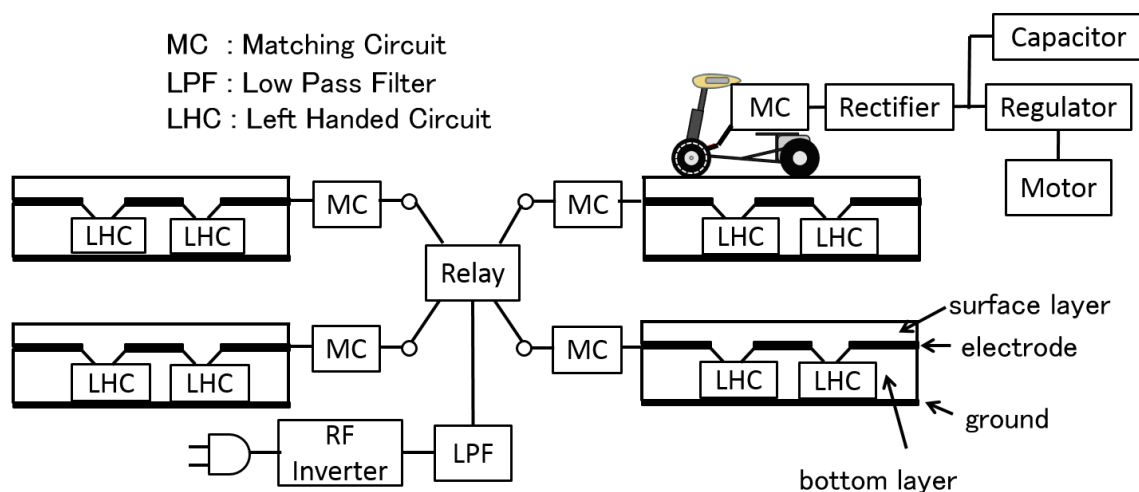 MC : Matching Circuit
LPF : Low Pass Filter
LHC : Left Handed Circuit
Capacitor
MC
Rectifier
Regulator
Motor
MC
MC
LHC
LHC
LHC
LHC
Relay
surface layer
MC
MC
electrode
LHC
LHC
LHC
LHC
ground
RF
Inverter
LPF
bottom layer